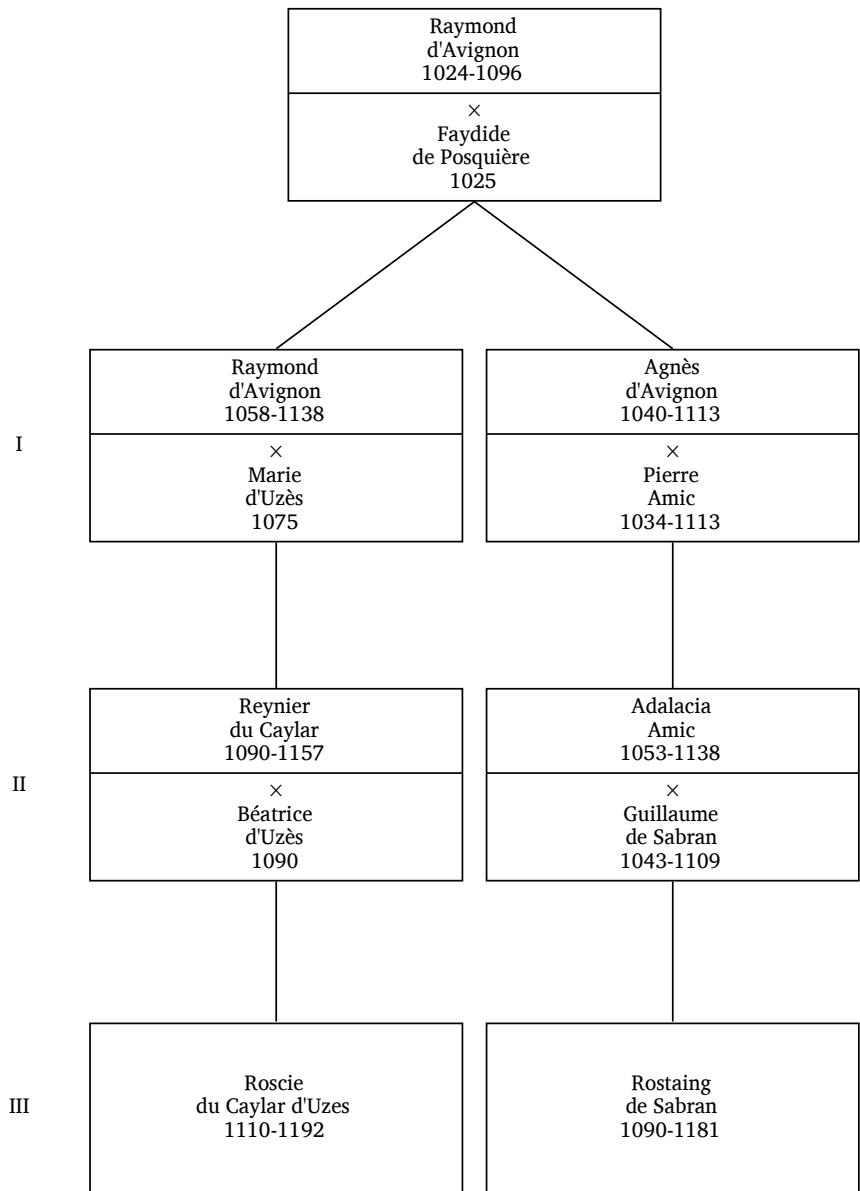 Raymond
d'Avignon
1024-1096
×
Faydide
de Posquière
1025
I
Raymond
d'Avignon
1058-1138
×
Marie
d'Uzès
1075
Agnès
d'Avignon
1040-1113
×
Pierre
Amic
1034-1113
II
Reynier
du Caylar
1090-1157
×
Béatrice
d'Uzès
1090
Adalacia
Amic
1053-1138
×
Guillaume
de Sabran
1043-1109
III
Roscie
du Caylar d'Uzes
1110-1192
Rostaing
de Sabran
1090-1181